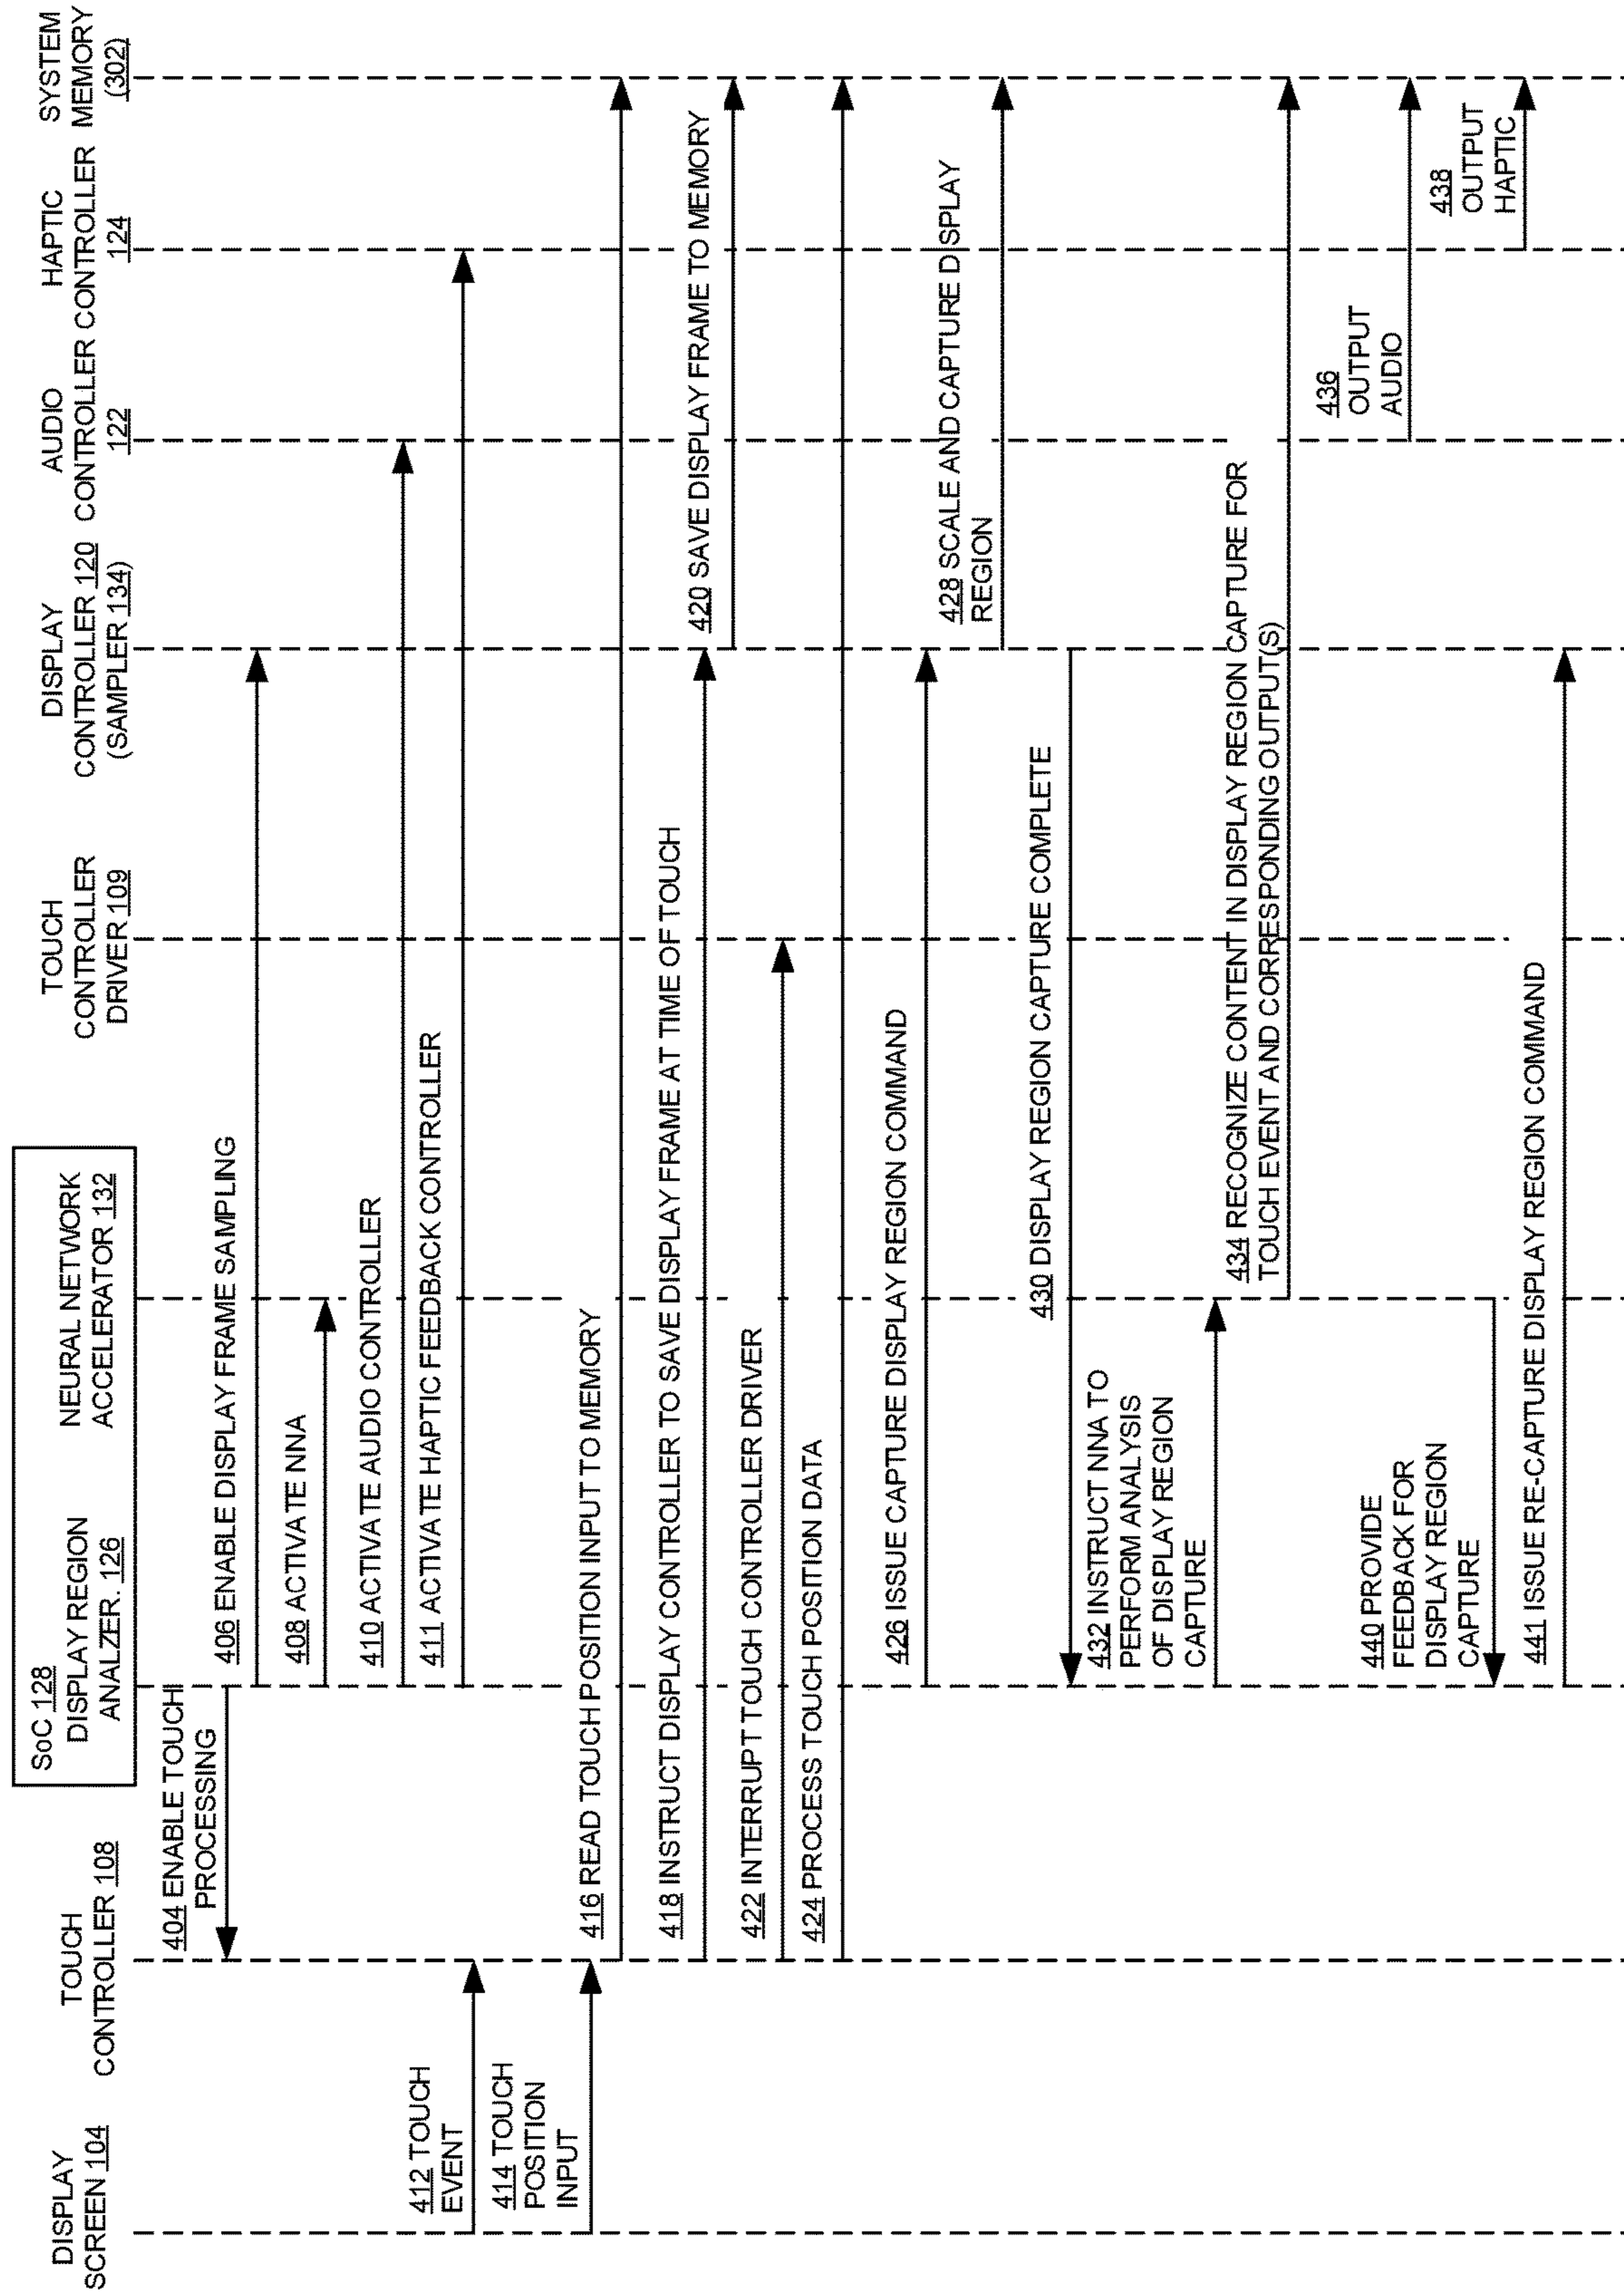 DISPLAY
SCREEN 104
TOUCH
CONTROLLER 108
SoC 128
DISPLAY REGION
ANALZER. 126
NEURAL NETWORK
ACCELERATOR 132
TOUCH
CONTROLLER
DRIVER 109
DISPLAY
CONTROLLER 120
(SAMPLER 134)
AUDIO
CONTROLLER
122
HAPTIC
CONTROLLER
124
SYSTEM
MEMORY
(302)
404 ENABLE TOUCH
PROCESSING
406 ENABLE DISPLAY FRAME SAMPLING
408 ACTIVATE NNA
410 ACTIVATE AUDIO CONTROLLER
411 ACTIVATE HAPTIC FEEDBACK CONTROLLER
412 TOUCH
EVENT
414 TOUCH
POSITION
INPUT
416 READ TOUCH POSITION INPUT TO MEMORY
418 INSTRUCT DISPLAY CONTROLLER TO SAVE DISPLAY FRAME AT TIME OF TOUCH
420 SAVE DISPLAY FRAME TO MEMORY
422 INTERRUPT TOUCH CONTROLLER DRIVER
424 PROCESS TOUCH POSITION DATA
426 ISSUE CAPTURE DISPLAY REGION COMMAND
428 SCALE AND CAPTURE DISPLAY
REGION
430 DISPLAY REGION CAPTURE COMPLETE
432 INSTRUCT NNA TO
PERFORM ANALYSIS
OF DISPLAY REGION
CAPTURE
434 RECOGNIZE CONTENT IN DISPLAY REGION CAPTURE FOR
TOUCH EVENT AND CORRESPONDING OUTPUT(S)
436
OUTPUT
AUDIO
438
OUTPUT
HAPTIC
440 PROVIDE
FEEDBACK FOR
DISPLAY REGION
CAPTURE
441 ISSUE RE-CAPTURE DISPLAY REGION COMMAND